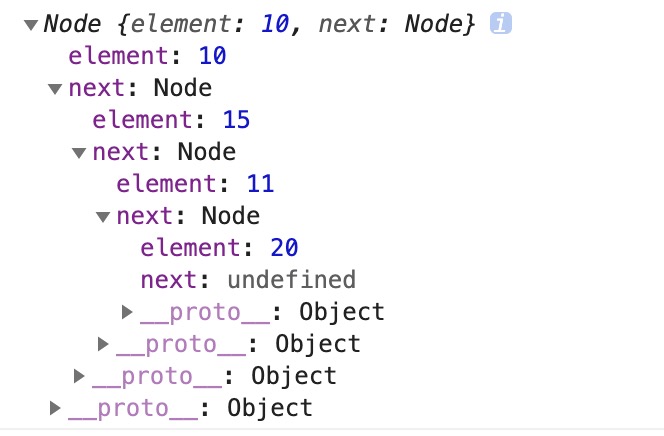 Node {element: 10, next: Node} i
element: 10
next: Node
element: 15
next: Node
element: 11
next: Node
element: 20
next: undefined
__proto__: Object
__proto__: Object
__proto__: Object
__proto__: Object